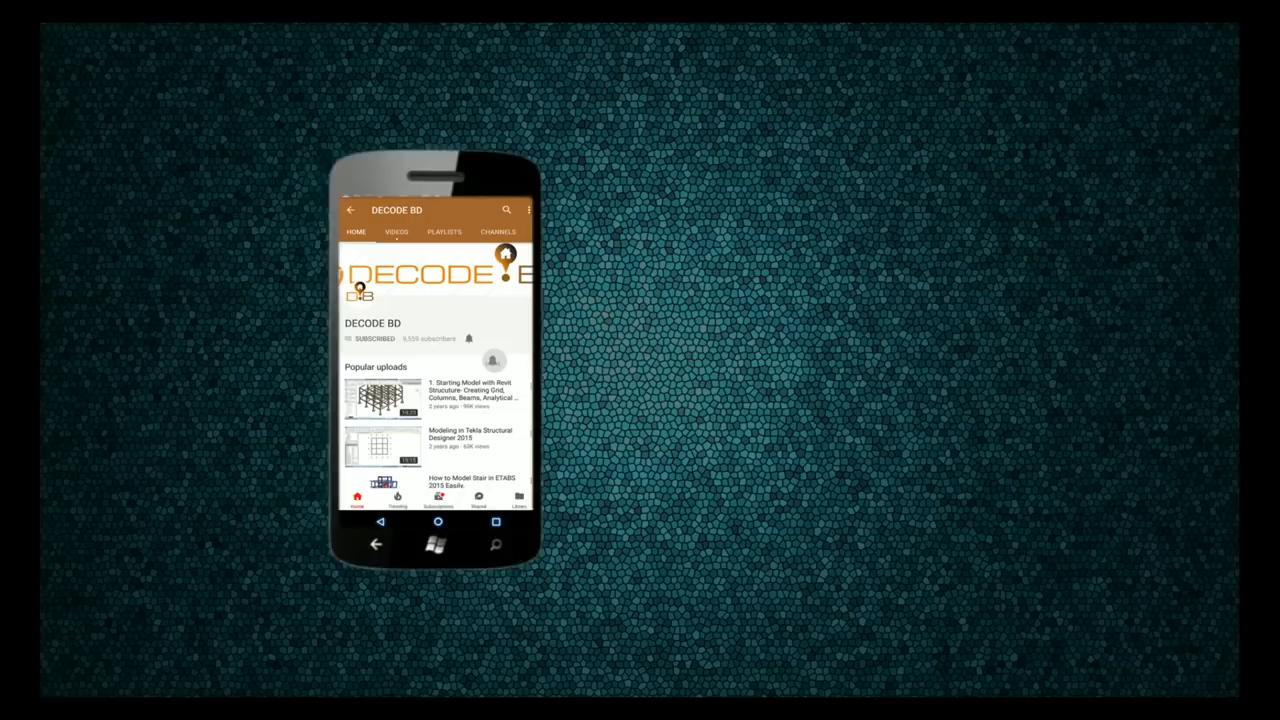 DECODE BD
HOME VIDEOS PLAYLISTS CHANNELS
DECODE
D B
DECODE BD
SUBSCRIBED 9,559 subscribers
Popular uploads
1. Starting Model with Revit
Strucuture- Creating Grid,
Columns, Beams, Analytical ...
2 years ago · 96K views
Modeling in Tekla Structural
Designer 2015
2 years ago · 63K views
How to Model Stair in ETABS
2015 Easily.
Home Trending Subscriptions Shared Library